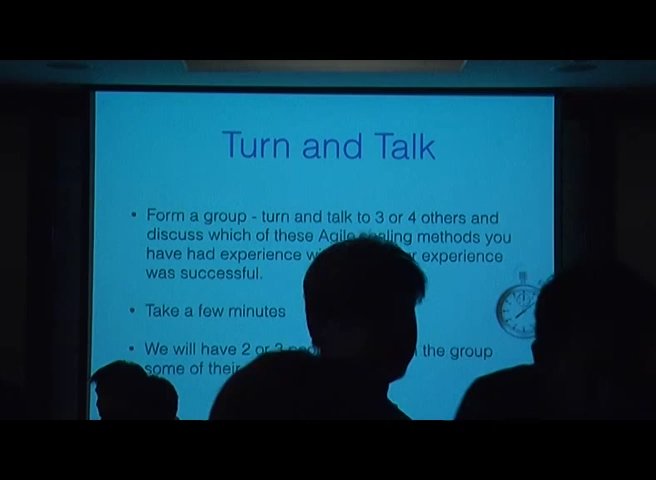 Turn and Talk
• Form a group - turn and talk to 3 or 4 others and
discuss which of these Agile scaling methods you
have had experience experience
was successful.
• Take a few minutes
• We will have 2 or 3 the group
some of their